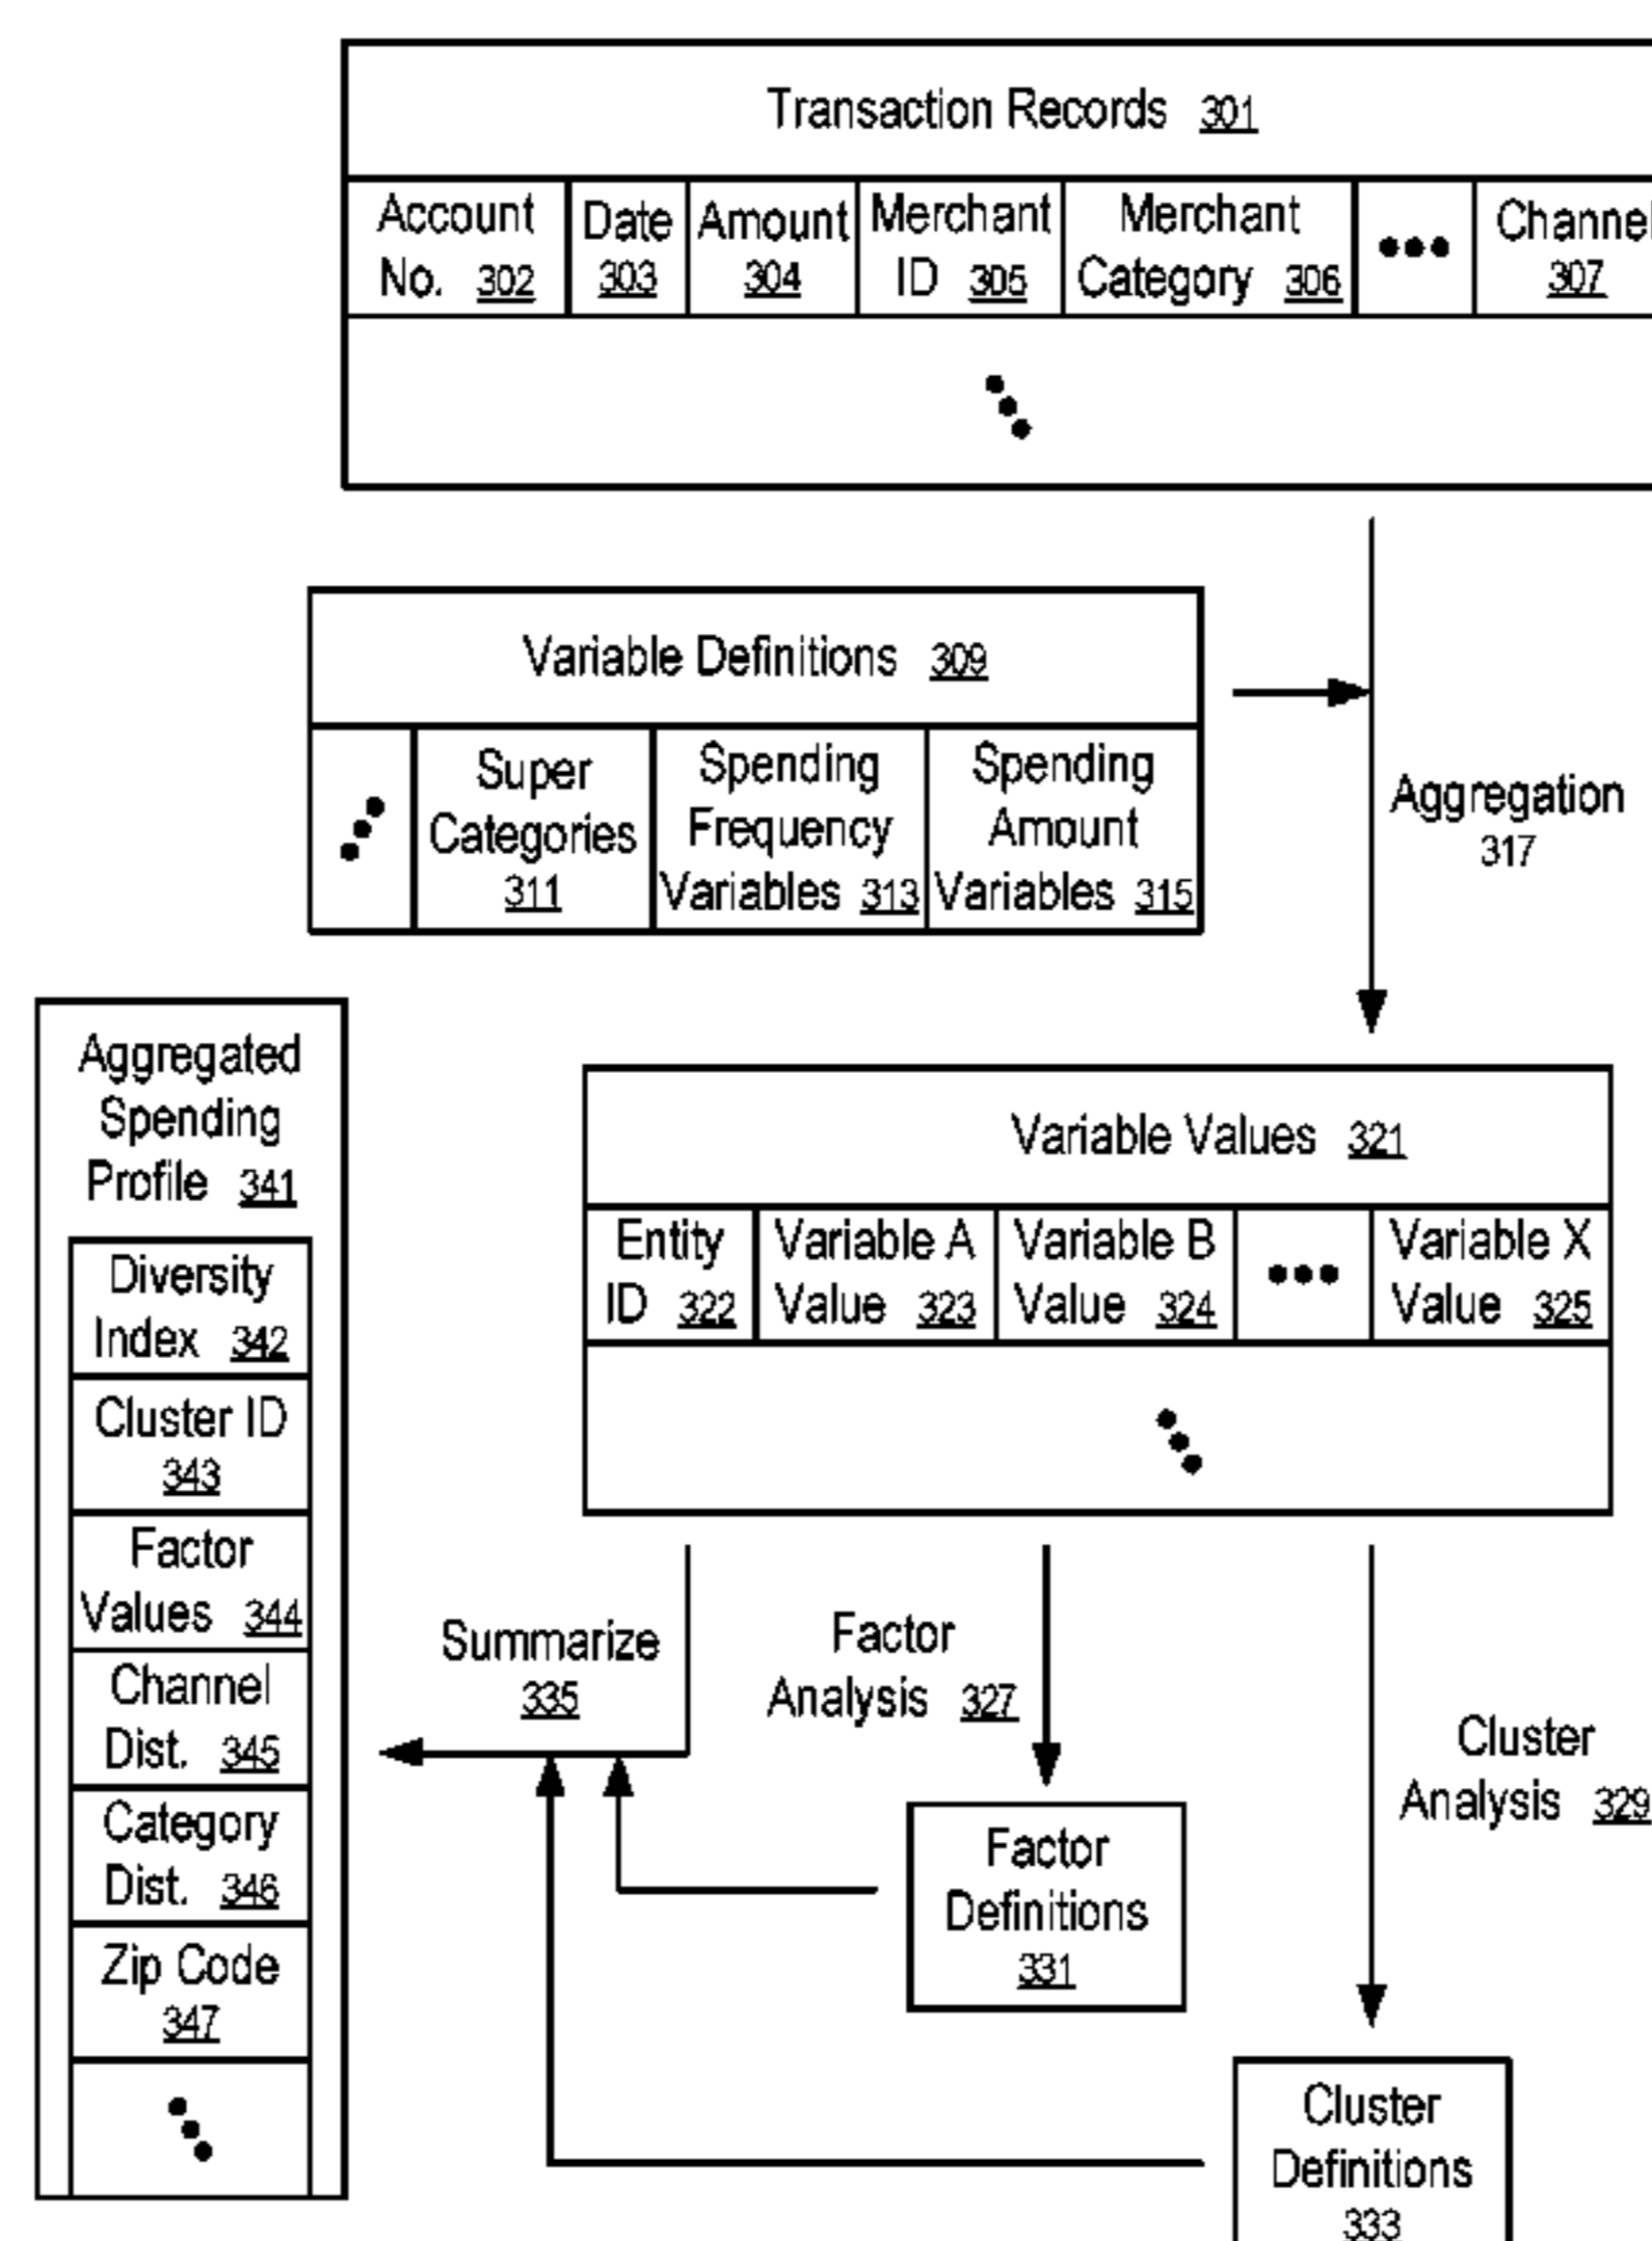 Transaction Records 301
Account
No. 302
Date
303
Amount
304
Merchant
ID 305
Merchant
Category 306
Channel
307
Variable Definitions 309
Super
Categories
311
Spending
Frequency
Variables 313
Spending
Amount
Variables 315
Aggregation
317
Aggregated
Spending
Profile 341
Diversity
Index 342
Cluster ID
343
Factor
Values 344
Channel
Dist. 345
Category
Dist. 346
Zip Code
347
Variable Values 321
Entity
ID 322
Variable A
Value 323
Variable B
Value 324
Variable X
Value 325
Summarize
335
Factor
Analysis 327
Cluster
Analysis 329
Factor
Definitions
331
Cluster
Definitions
333